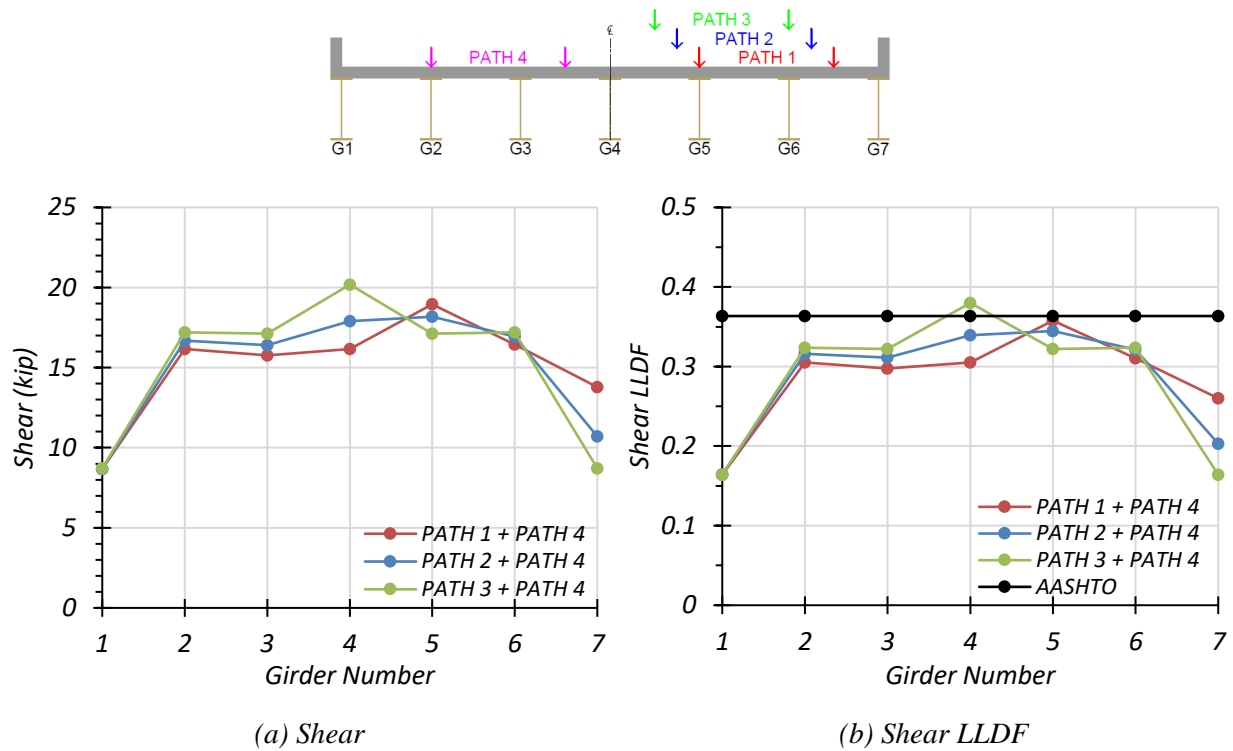 ℄
PATH 3
PATH 2
PATH 4
PATH 1
G1 G2 G3 G4 G5 G6 G7
25
20
15
10
5
0
Shear (kip)
PATH 1 + PATH 4
PATH 2 + PATH 4
PATH 3 + PATH 4
1 2 3 4 5 6 7
Girder Number
(a) Shear
0.5
0.4
0.3
0.2
0.1
0
Shear LLDF
PATH 1 + PATH 4
PATH 2 + PATH 4
PATH 3 + PATH 4
AASHTO
1 2 3 4 5 6 7
Girder Number
(b) Shear LLDF